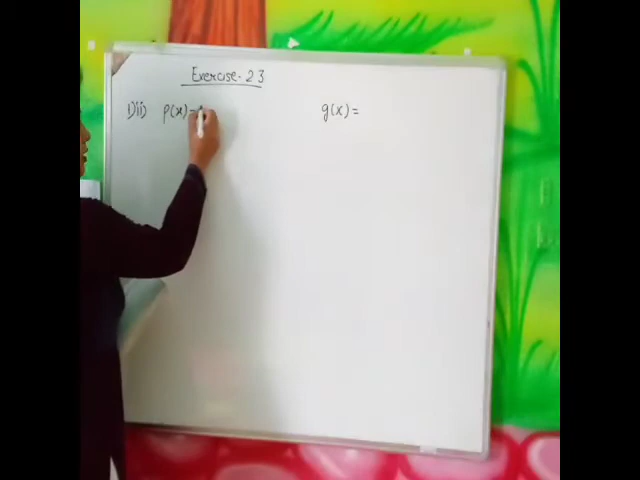 Exercise-2 3
1)ii) p(x)= g(x)=